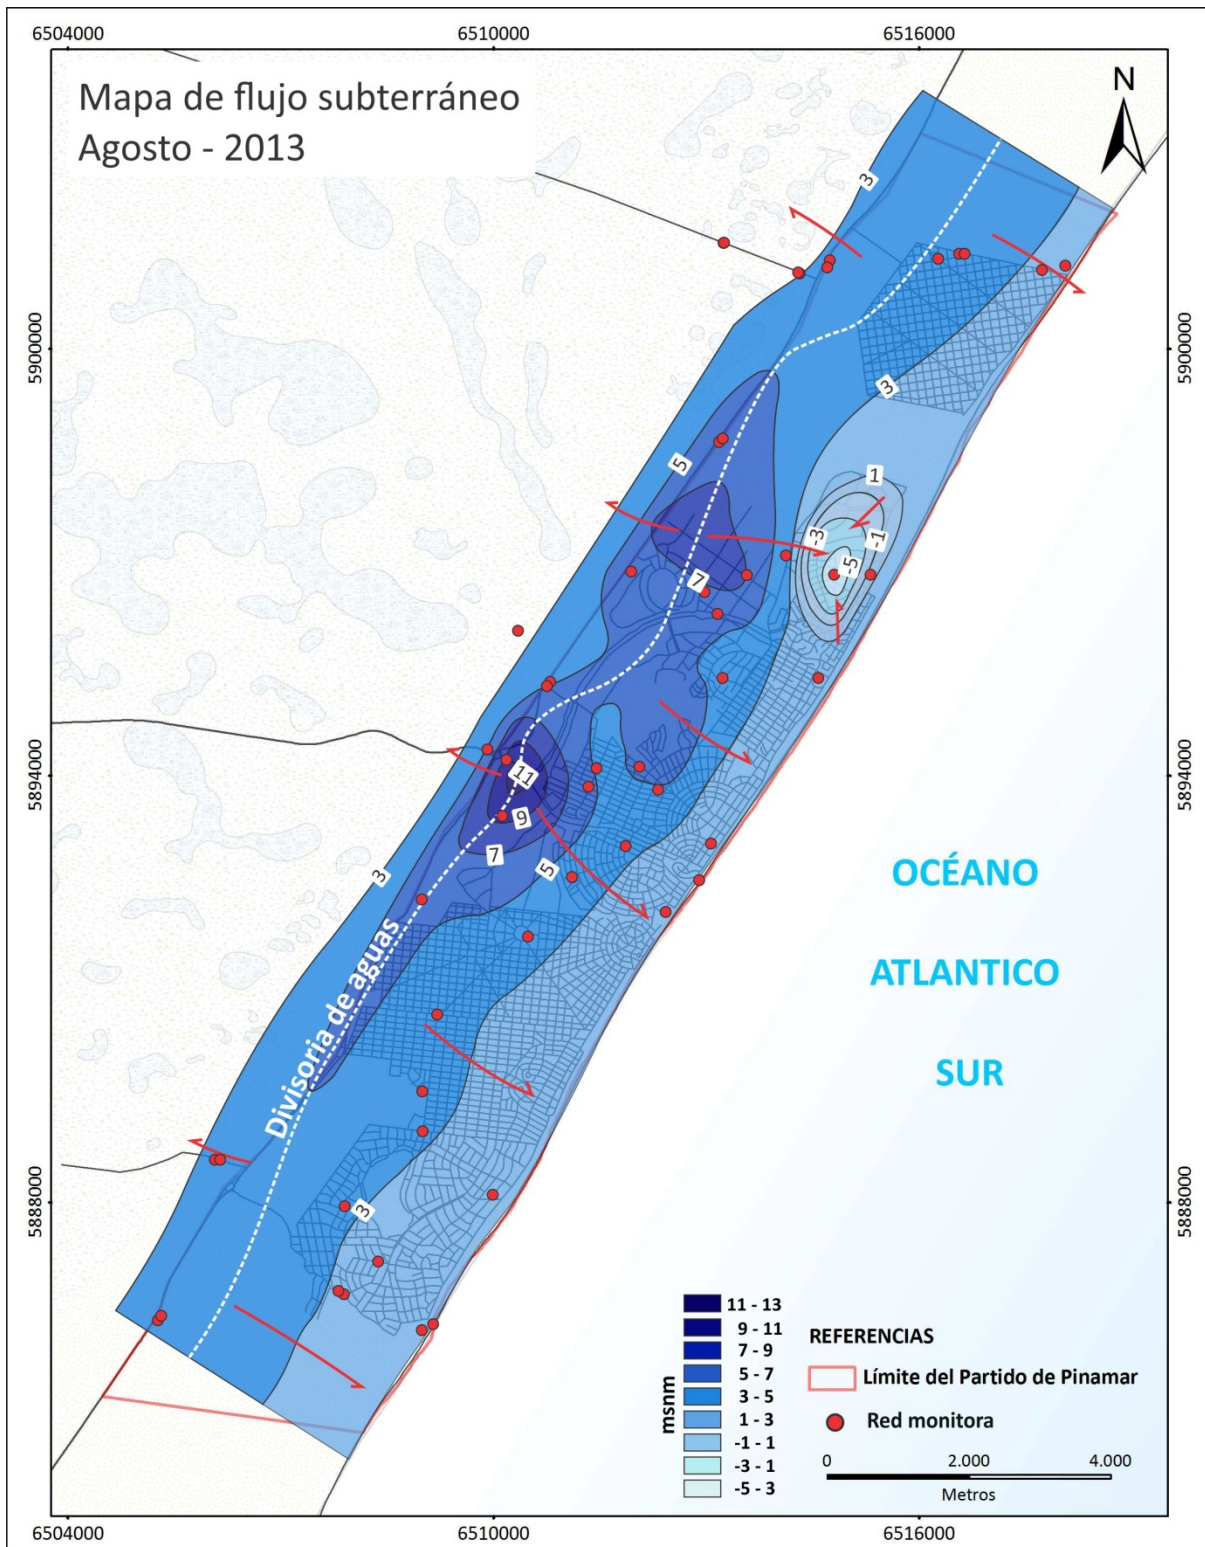 6504000
6510000
6516000
Mapa de flujo subterráneo
Agosto - 2013
N
3
5900000
5900000
3
5
1
-3
-1
-5
7
5894000
5894000
11
9
7
5
3
OCÉANO
ATLANTICO
SUR
Divisoria de aguas
5888000
5888000
3
msnm
11 - 13
9 - 11
7 - 9
5 - 7
3 - 5
1 - 3
-1 - 1
-3 - 1
-5 - 3
REFERENCIAS
Límite del Partido de Pinamar
Red monitora
0
2.000
4.000
Metros
6504000
6510000
6516000